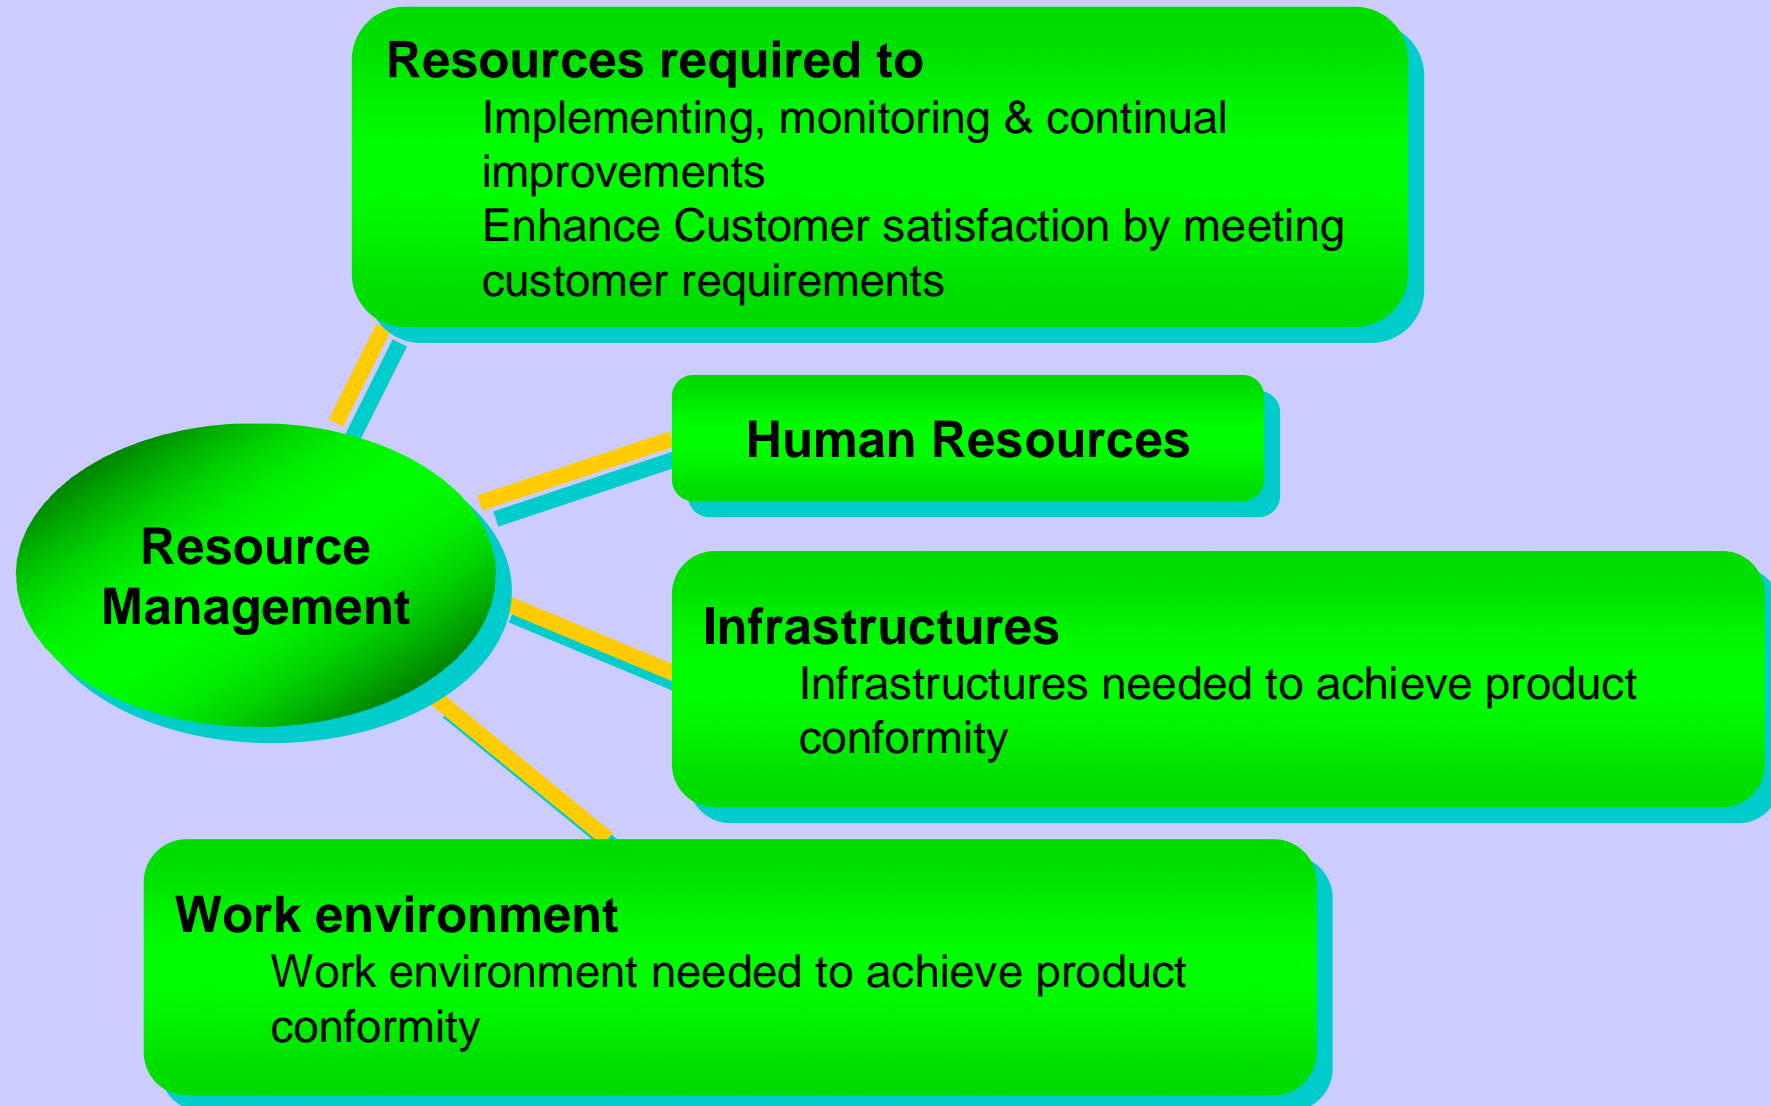 Resources required to
Implementing, monitoring & continual
improvements
Enhance Customer satisfaction by meeting
customer requirements
Human Resources
Resource
Management
Infrastructures
Infrastructures needed to achieve product
conformity
Work environment
Work environment needed to achieve product
conformity